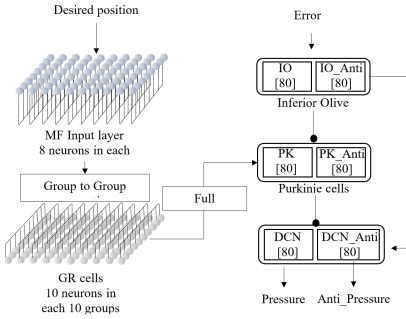 Desired position
MF Input layer
8 neurons in each
Group to Group
GR cells
10 neurons in
each 10 groups
Full
Error
IO
[80]
IO_Anti
[80]
Inferior Olive
PK
[80]
PK_Anti
[80]
Purkinie cells
DCN
[80]
DCN_Anti
[80]
Pressure
Anti_Pressure